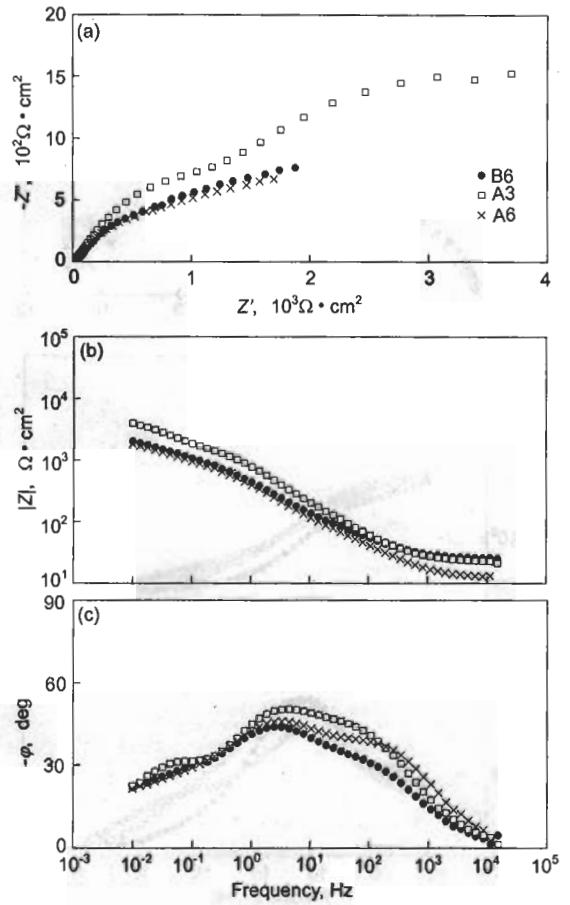 (a)
20
15
10
5
0
-Z'', 10²Ω • cm²
B6
A3
A6
0 1 2 3 4
Z', 10³Ω • cm²
(b)
10⁵
10⁴
10³
10²
10¹
|Z|, Ω • cm²
(c)
90
60
30
0
-φ, deg
10⁻³ 10⁻² 10⁻¹ 10⁰ 10¹ 10² 10³ 10⁴ 10⁵
Frequency, Hz